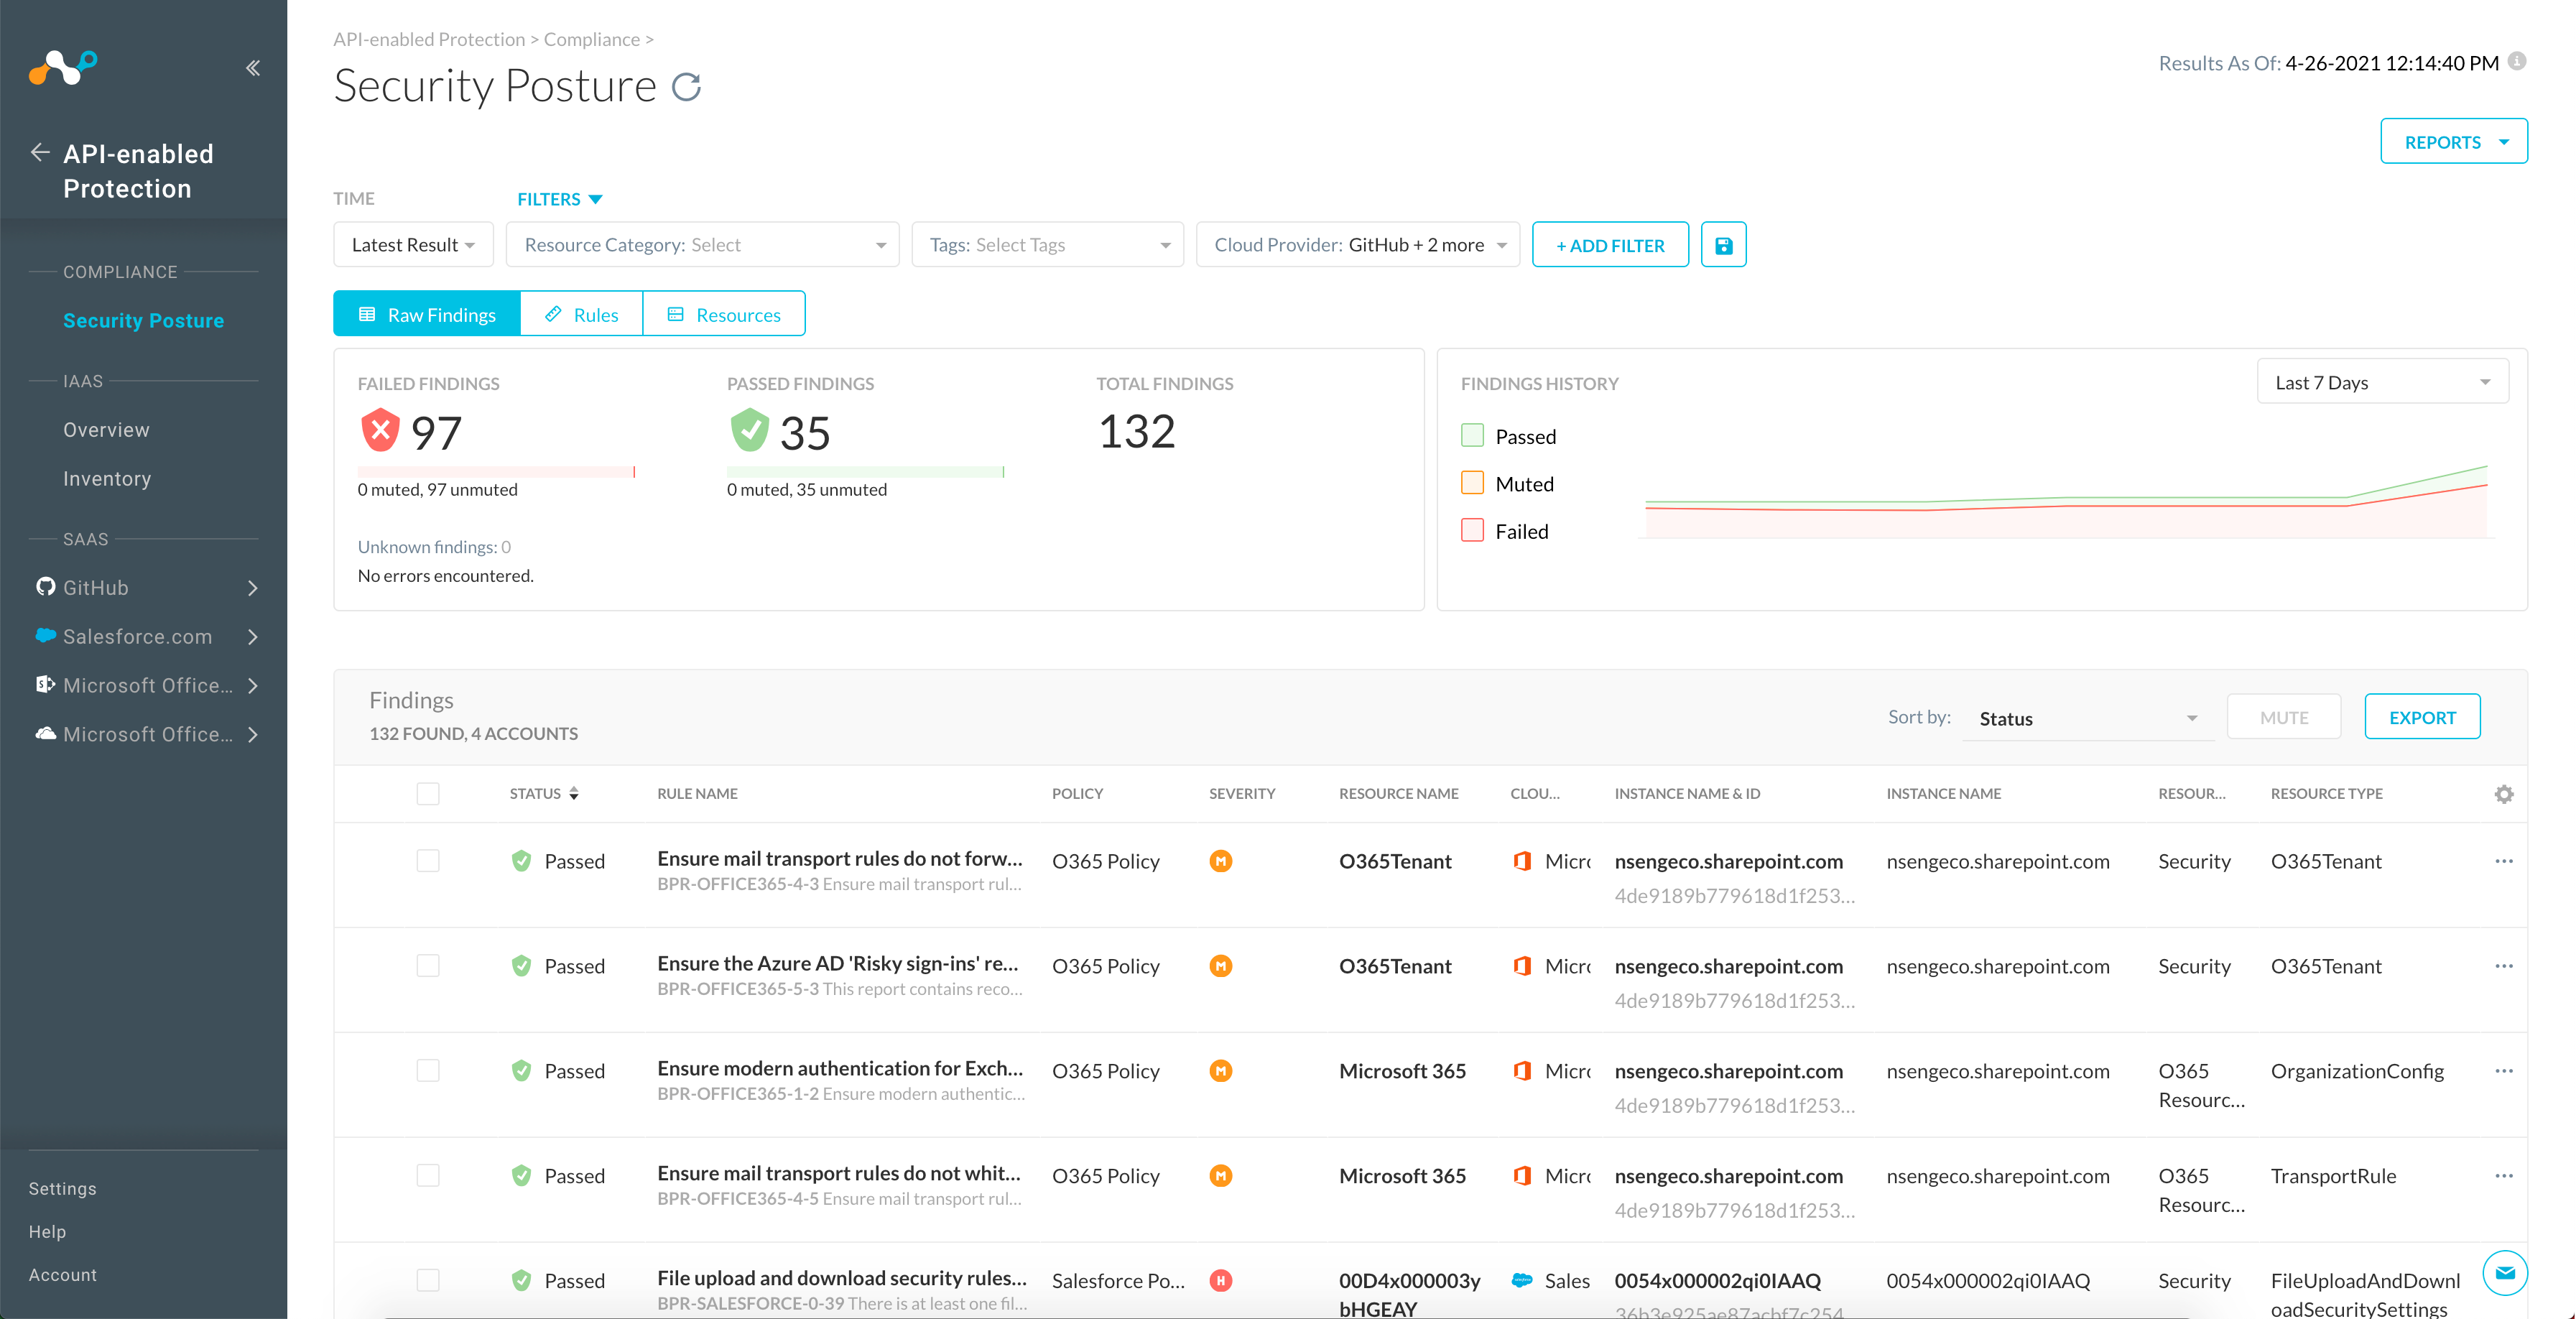 API-enabled
Protection
COMPLIANCE
Security Posture
IAAS
Overview
Inventory
SAAS
GitHub
Salesforce.com
Microsoft Office...
Microsoft Office...
Settings
Help
Account
API-enabled Protection > Compliance >
Security Posture
Results As Of: 4-26-2021 12:14:40 PM
REPORTS
TIME FILTERS
Latest Result Resource Category: Select Tags: Select Tags Cloud Provider: GitHub + 2 more + ADD FILTER
Raw Findings Rules Resources
FAILED FINDINGS PASSED FINDINGS TOTAL FINDINGS
97 35 132
0 muted, 97 unmuted 0 muted, 35 unmuted
Unknown findings: 0
No errors encountered.
FINDINGS HISTORY Last 7 Days
Passed
Muted
Failed
Findings
132 FOUND, 4 ACCOUNTS
Sort by: Status MUTE EXPORT
STATUS RULE NAME POLICY SEVERITY RESOURCE NAME CLOU... INSTANCE NAME & ID INSTANCE NAME RESOUR... RESOURCE TYPE
Passed Ensure mail transport rules do not forw... O365 Policy M O365Tenant Micro nsengeco.sharepoint.com nsengeco.sharepoint.com Security O365Tenant
BPR-OFFICE365-4-3 Ensure mail transport rul... 4de9189b779618d1f253...
Passed Ensure the Azure AD 'Risky sign-ins' re... O365 Policy M O365Tenant Micro nsengeco.sharepoint.com nsengeco.sharepoint.com Security O365Tenant
BPR-OFFICE365-5-3 This report contains reco... 4de9189b779618d1f253...
Passed Ensure modern authentication for Exch... O365 Policy M Microsoft 365 Micro nsengeco.sharepoint.com nsengeco.sharepoint.com O365 OrganizationConfig
BPR-OFFICE365-1-2 Ensure modern authentic... 4de9189b779618d1f253... Resourc...
Passed Ensure mail transport rules do not whit... O365 Policy M Microsoft 365 Micro nsengeco.sharepoint.com nsengeco.sharepoint.com O365 TransportRule
BPR-OFFICE365-4-5 Ensure mail transport rul... 4de9189b779618d1f253... Resourc...
Passed File upload and download security rules... Salesforce Po... H 00D4x000003y Sales 0054x000002qi0IAAQ 0054x000002qi0IAAQ Security FileUploadAndDownl
BPR-SALESFORCE-0-39 There is at least one fil... bHGEAY 36b3e925ae87acbf7c254 oadSecuritySettings